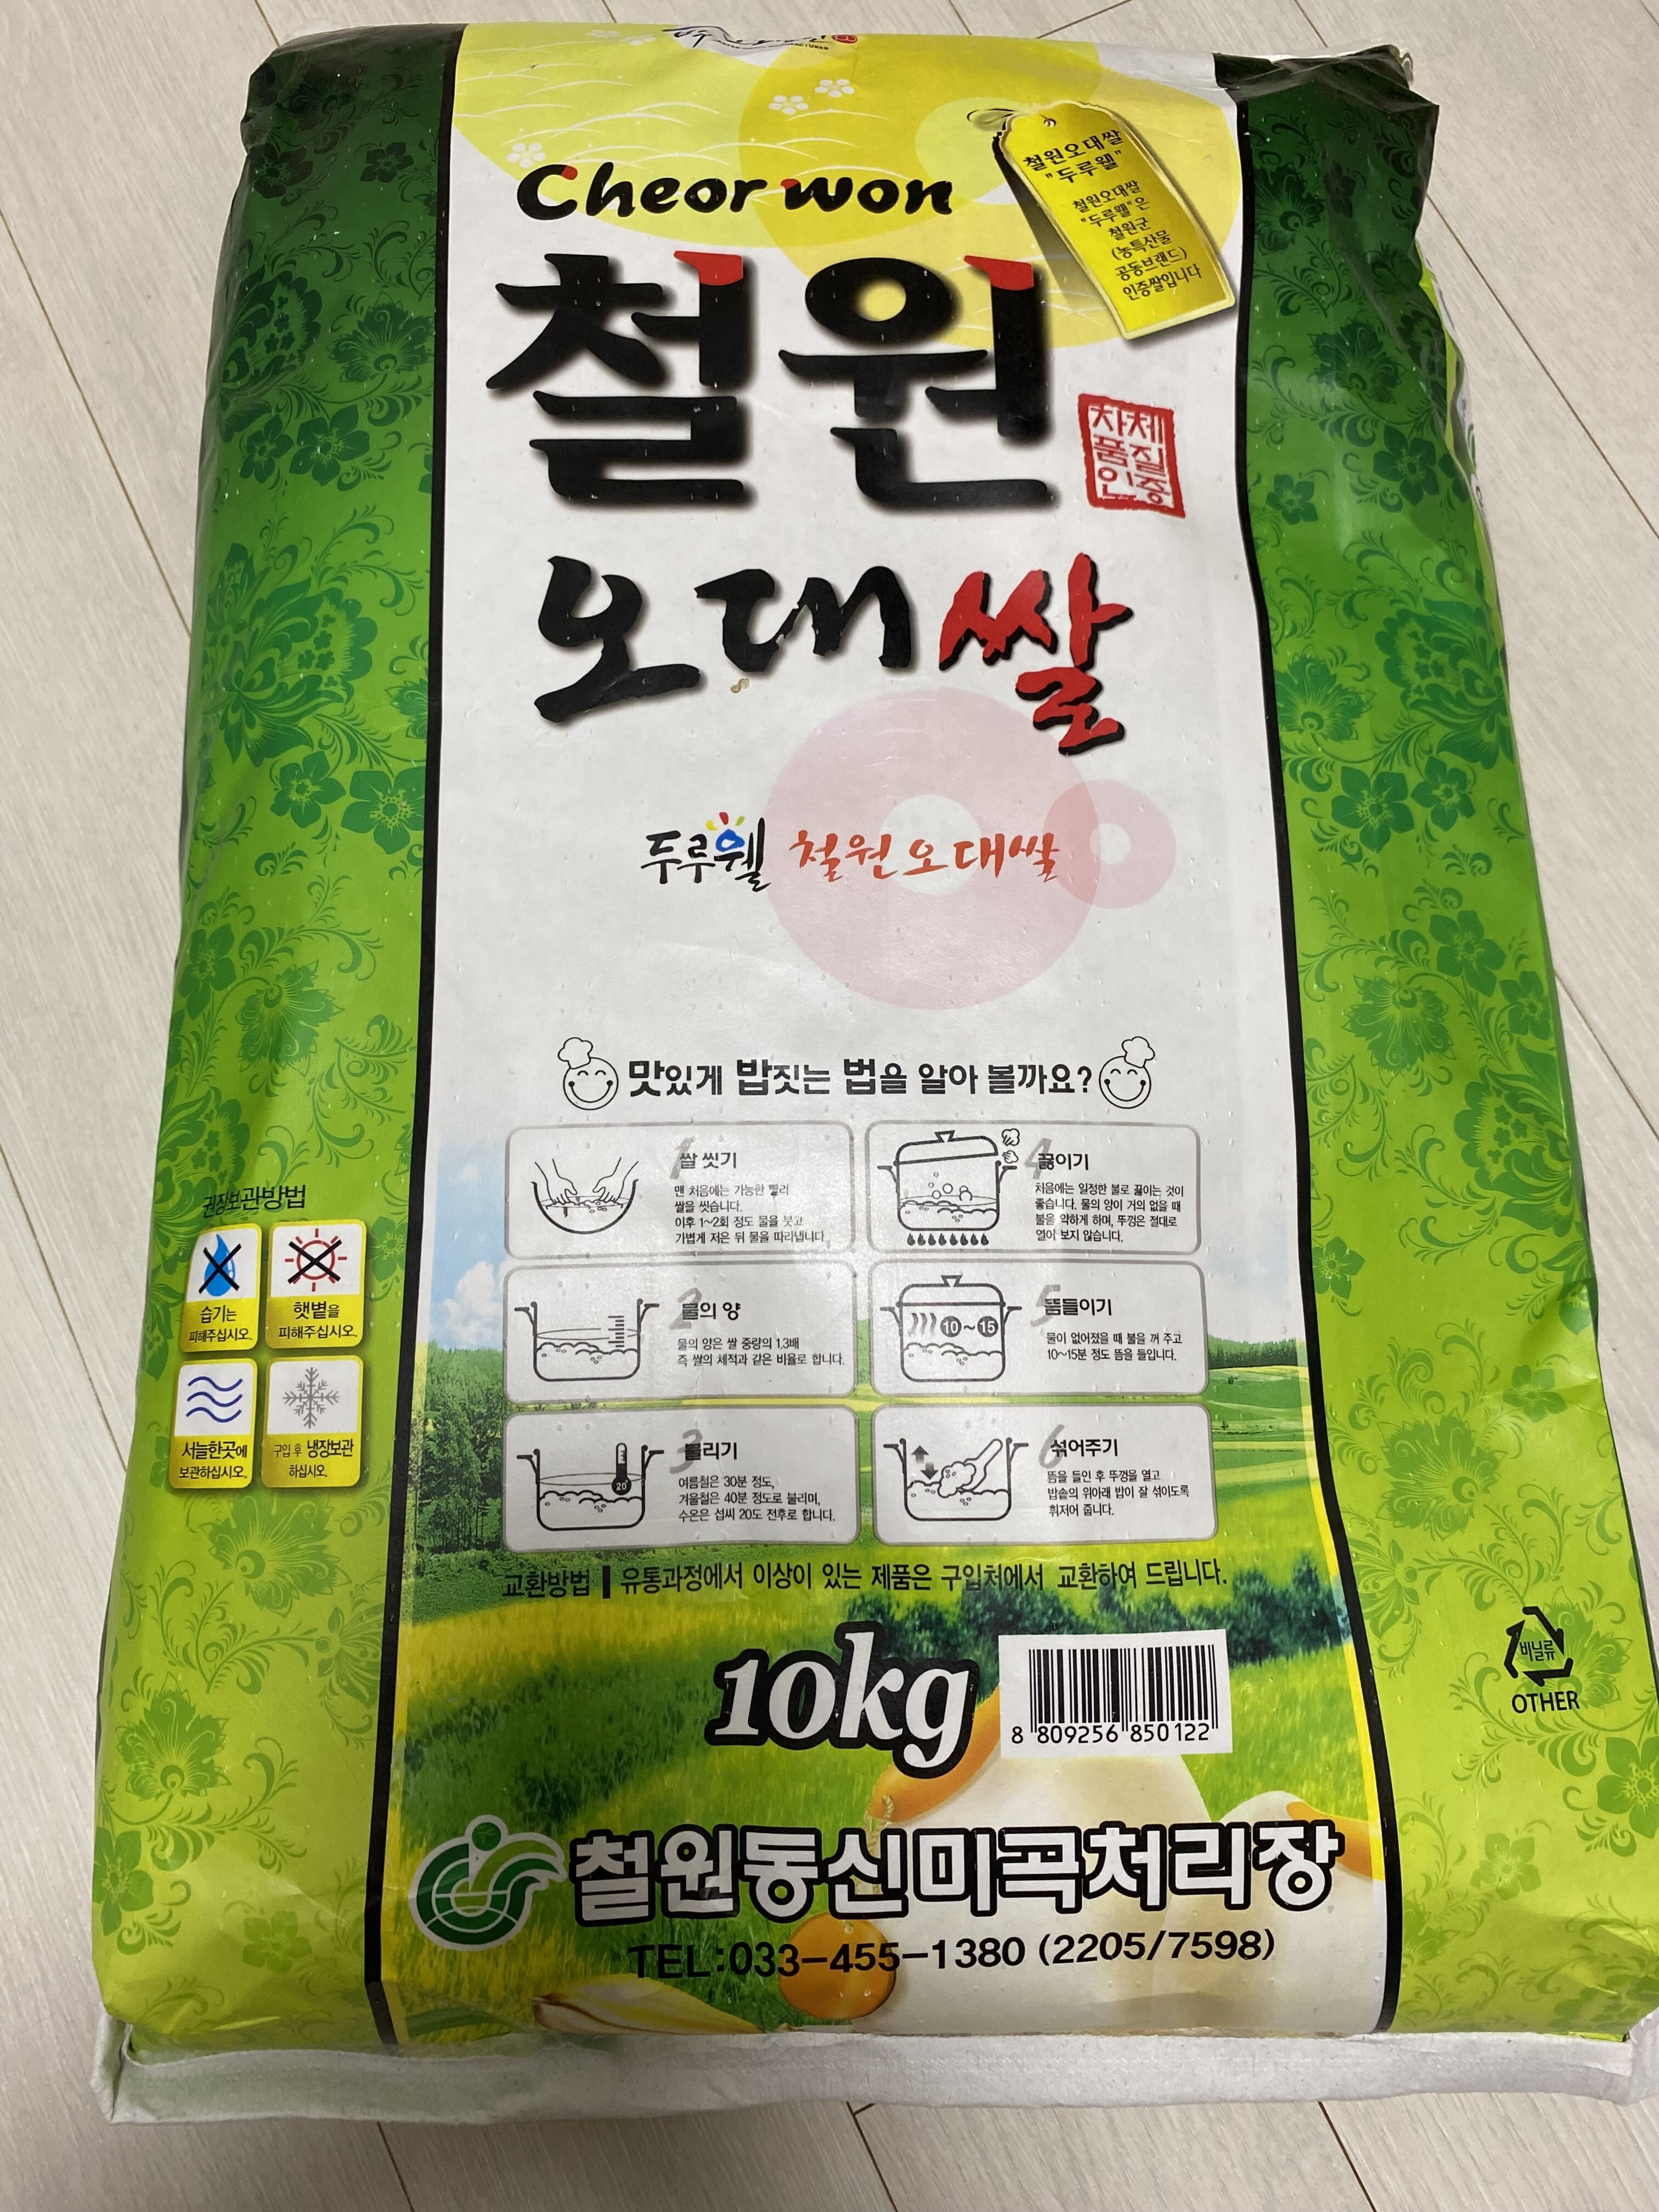 Cheorwon
철원
오대쌀
철원오대쌀
"두루웰"
철원오대쌀
"두루웰"은
철원군
(농특산물
공동브랜드)
인증쌀입니다
자체
품질
인증
두루웰 철원오대쌀
맛있게 밥짓는 법을 알아 볼까요?
1 쌀 씻기
맨 처음에는 가능한 빨리
쌀을 씻습니다.
이후 1~2회 정도 물을 붓고
가볍게 저은 뒤 물을 따라냅니다.
2 물의 양
물의 양은 쌀 중량의 1.3배
즉 쌀의 체적과 같은 비율로 합니다.
3 불리기
20°
여름철은 30분 정도,
겨울철은 40분 정도로 불리며,
수온은 섭씨 20도 전후로 합니다.
4 끓이기
처음에는 일정한 불로 끓이는 것이
좋습니다. 물의 양이 거의 없을 때
불을 약하게 하며, 뚜껑은 절대로
열어 보지 않습니다.
5 뜸들이기
10~15
물이 없어졌을 때 불을 꺼 주고
10~15분 정도 뜸을 들입니다.
6 섞어주기
뜸을 들인 후 뚜껑을 열고
밥솥의 위아래 밥이 잘 섞이도록
휘저어 줍니다.
권장보관방법
습기는
피해주십시오.
햇볕을
피해주십시오.
서늘한곳에
보관하십시오.
구입 후 냉장보관
하십시오.
교환방법 | 유통과정에서 이상이 있는 제품은 구입처에서 교환하여 드립니다.
10kg
8 809256 850122
비닐류
OTHER
철원동신미곡처리장
TEL:033-455-1380 (2205/7598)